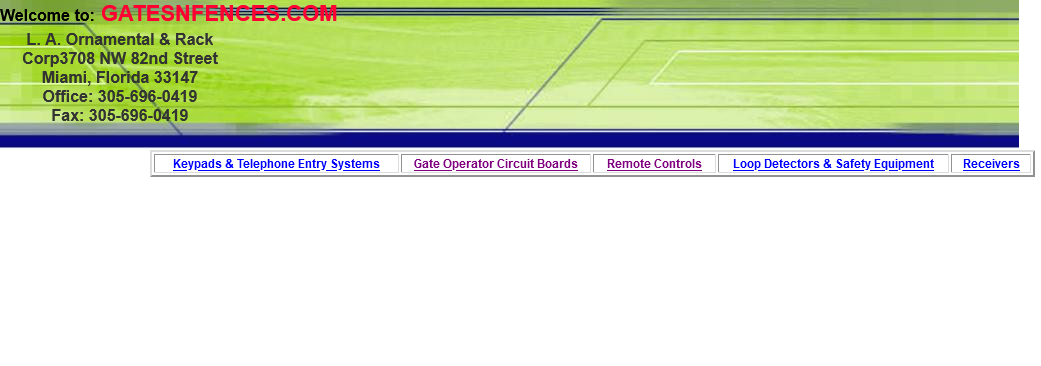 Welcome to: GATESNFENCES.COM
L. A. Ornamental & Rack
Corp3708 NW 82nd Street
Miami, Florida 33147
Office: 305-696-0419
Fax: 305-696-0419
Keypads & Telephone Entry Systems Gate Operator Circuit Boards Remote Controls Loop Detectors & Safety Equipment Receivers